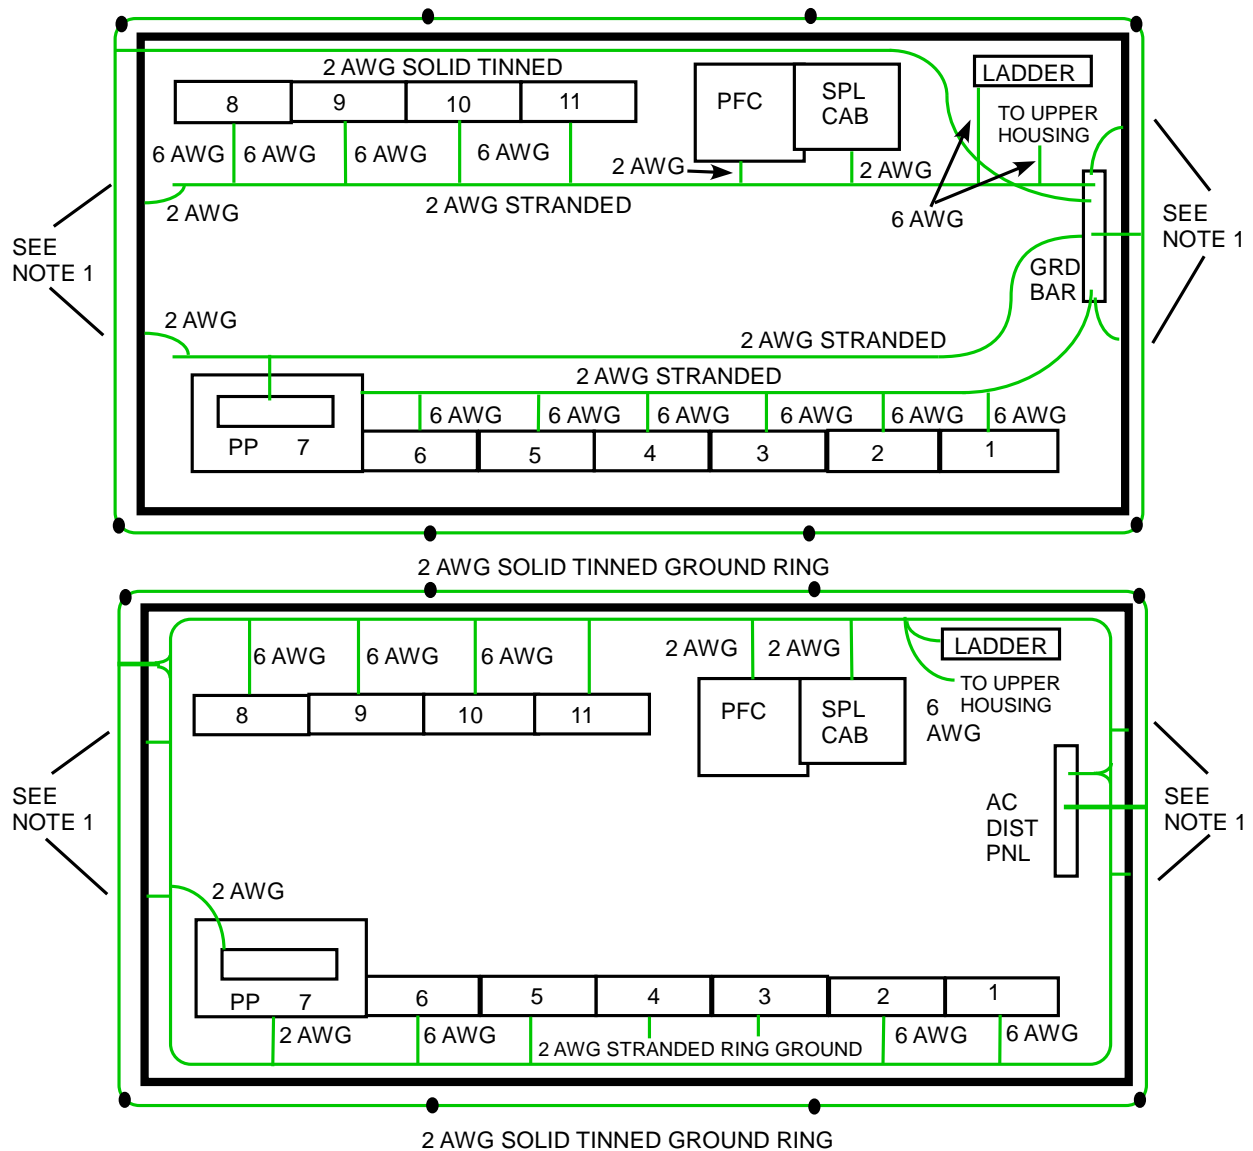 2 AWG SOLID TINNED
LADDER
8
9
10
11
PFC
SPL
CAB
TO UPPER
HOUSING
6 AWG
6 AWG
6 AWG
6 AWG
2 AWG
2 AWG
2 AWG
2 AWG STRANDED
6 AWG
SEE
NOTE 1
SEE
NOTE 1
GRD
BAR
2 AWG
2 AWG STRANDED
2 AWG STRANDED
6 AWG
6 AWG
6 AWG
6 AWG
6 AWG
6 AWG
PP
7
6
5
4
3
2
1
2 AWG SOLID TINNED GROUND RING
6 AWG
6 AWG
6 AWG
2 AWG
2 AWG
LADDER
TO UPPER
HOUSING
8
9
10
11
PFC
SPL
CAB
6
AWG
SEE
NOTE 1
AC
DIST
PNL
SEE
NOTE 1
2 AWG
PP
7
6
5
4
3
2
1
2 AWG
6 AWG
2 AWG STRANDED RING GROUND
6 AWG
6 AWG
2 AWG SOLID TINNED GROUND RING